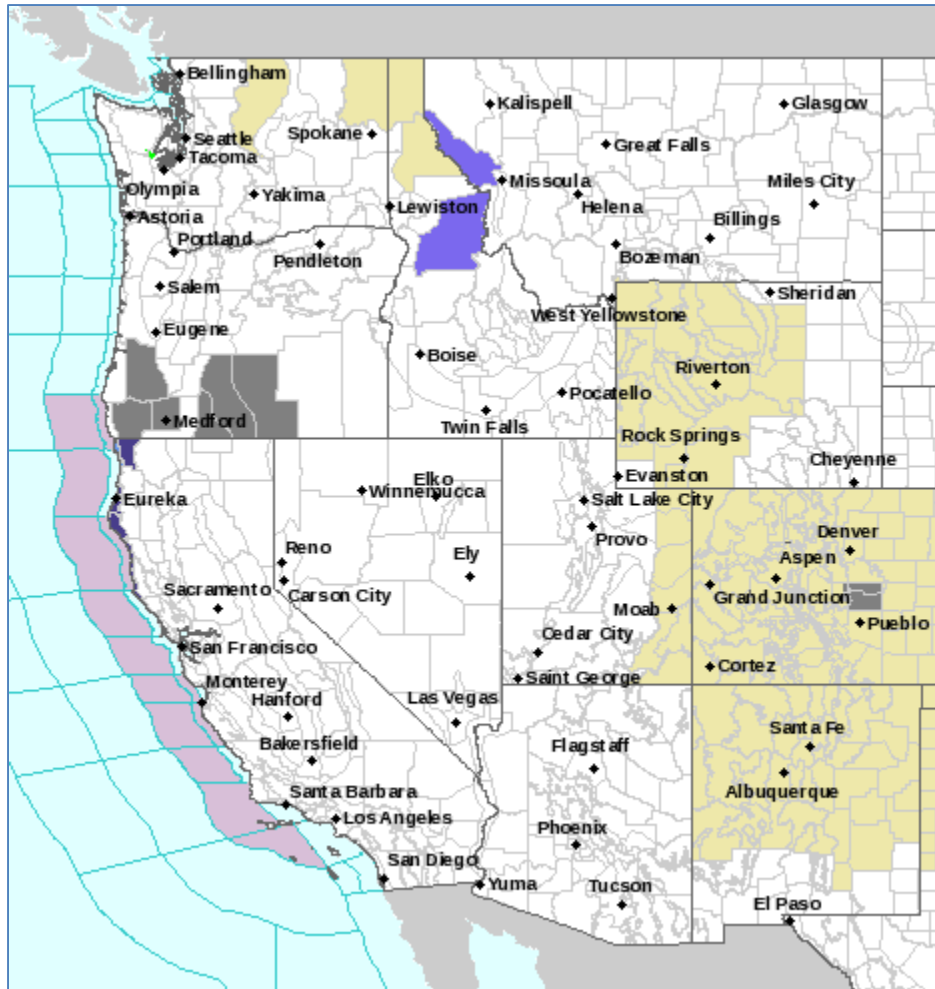 Bellingham
Kalispell
Glasgow
Spokane
Seattle
Great Falls
Tacoma
Olympia
Yakima
Missoula
Miles City
Lewiston
Helena
Astoria
Billings
Portland
Pendleton
Bozeman
Salem
Sheridan
West Yellowstone
Eugene
Boise
Riverton
Pocatello
Medford
Twin Falls
Rock Springs
Cheyenne
Elko
Evanston
Winnemucca
Eureka
Salt Lake City
Denver
Provo
Reno
Ely
Aspen
Sacramento
Carson City
Grand Junction
Moab
Pueblo
Cedar City
San Francisco
Cortez
Saint George
Monterey
Hanford
Las Vegas
Santa Fe
Bakersfield
Flagstaff
Albuquerque
Santa Barbara
Los Angeles
Phoenix
San Diego
Yuma
Tucson
El Paso